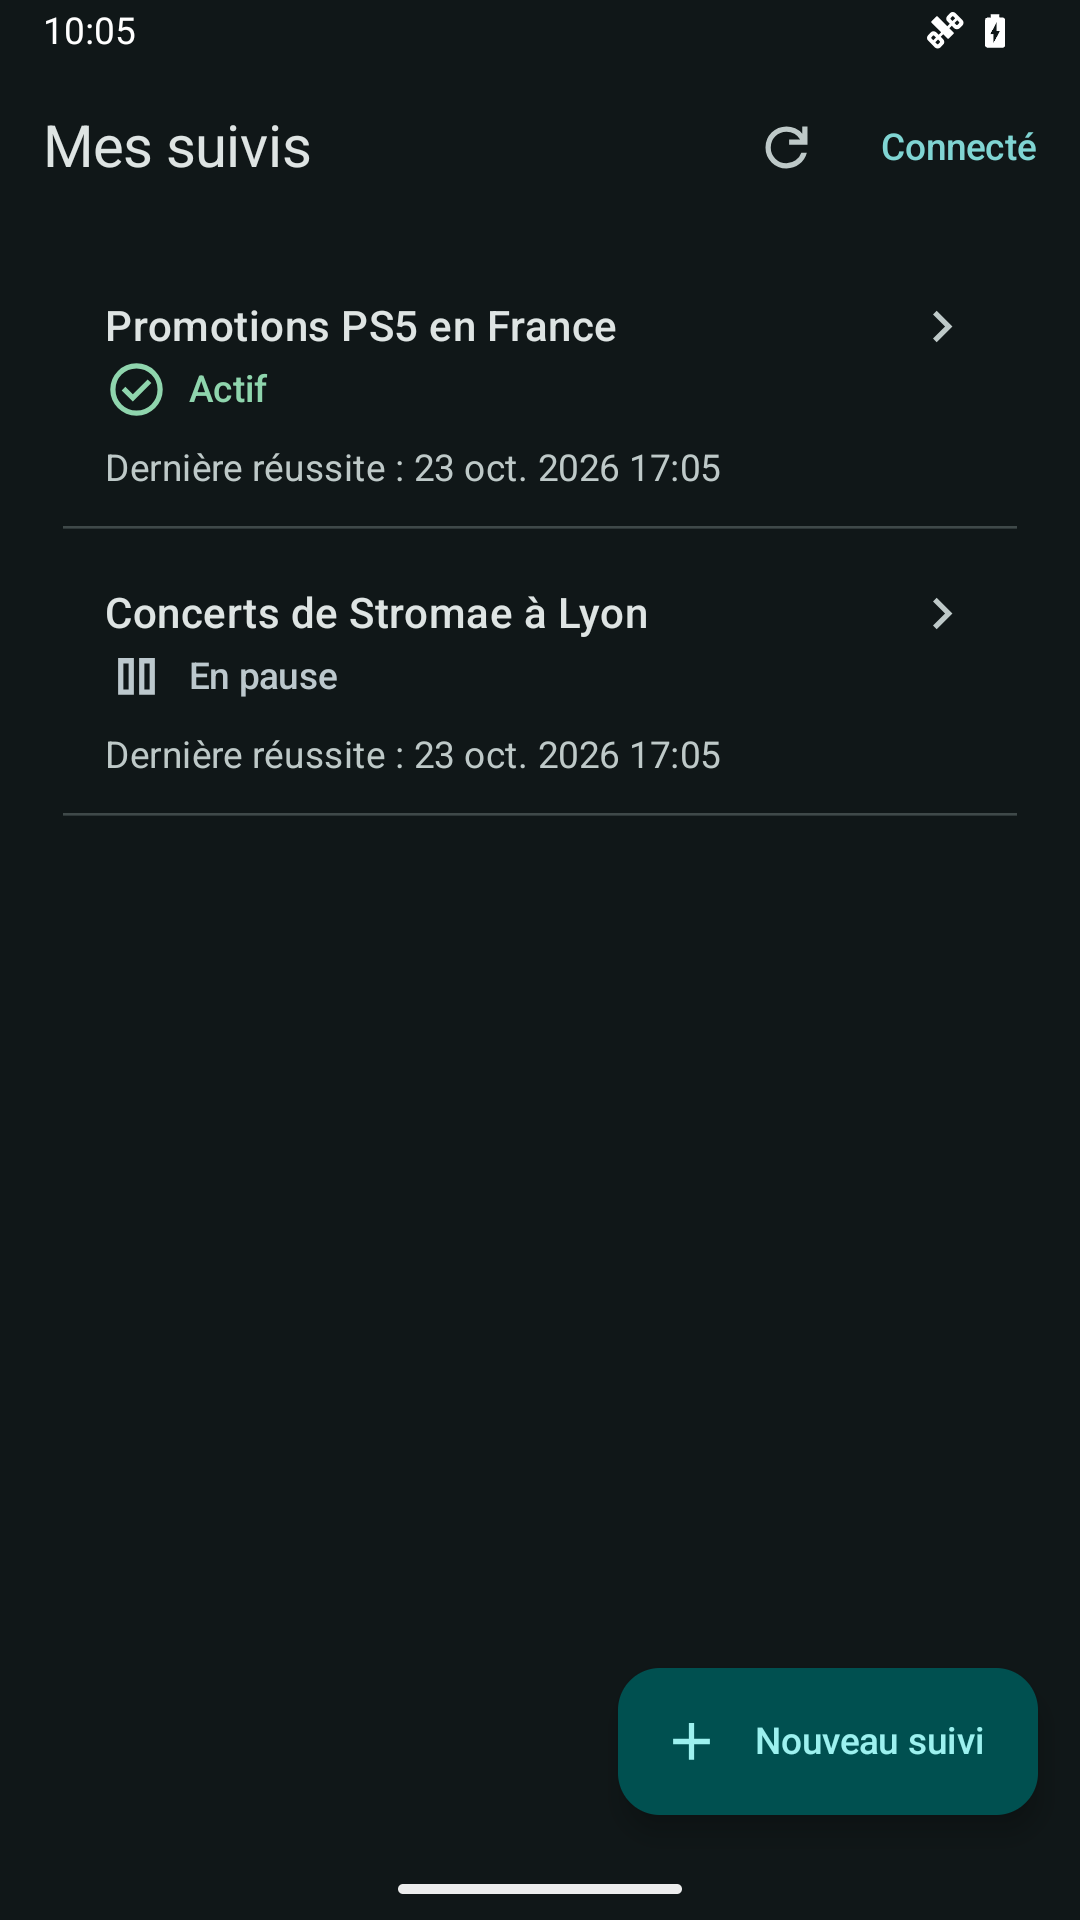 10:05
Mes suivis
Connecté
Promotions PS5 en France
Actif
Dernière réussite : 23 oct. 2026 17:05
Concerts de Stromae à Lyon
En pause
Dernière réussite : 23 oct. 2026 17:05
Nouveau suivi